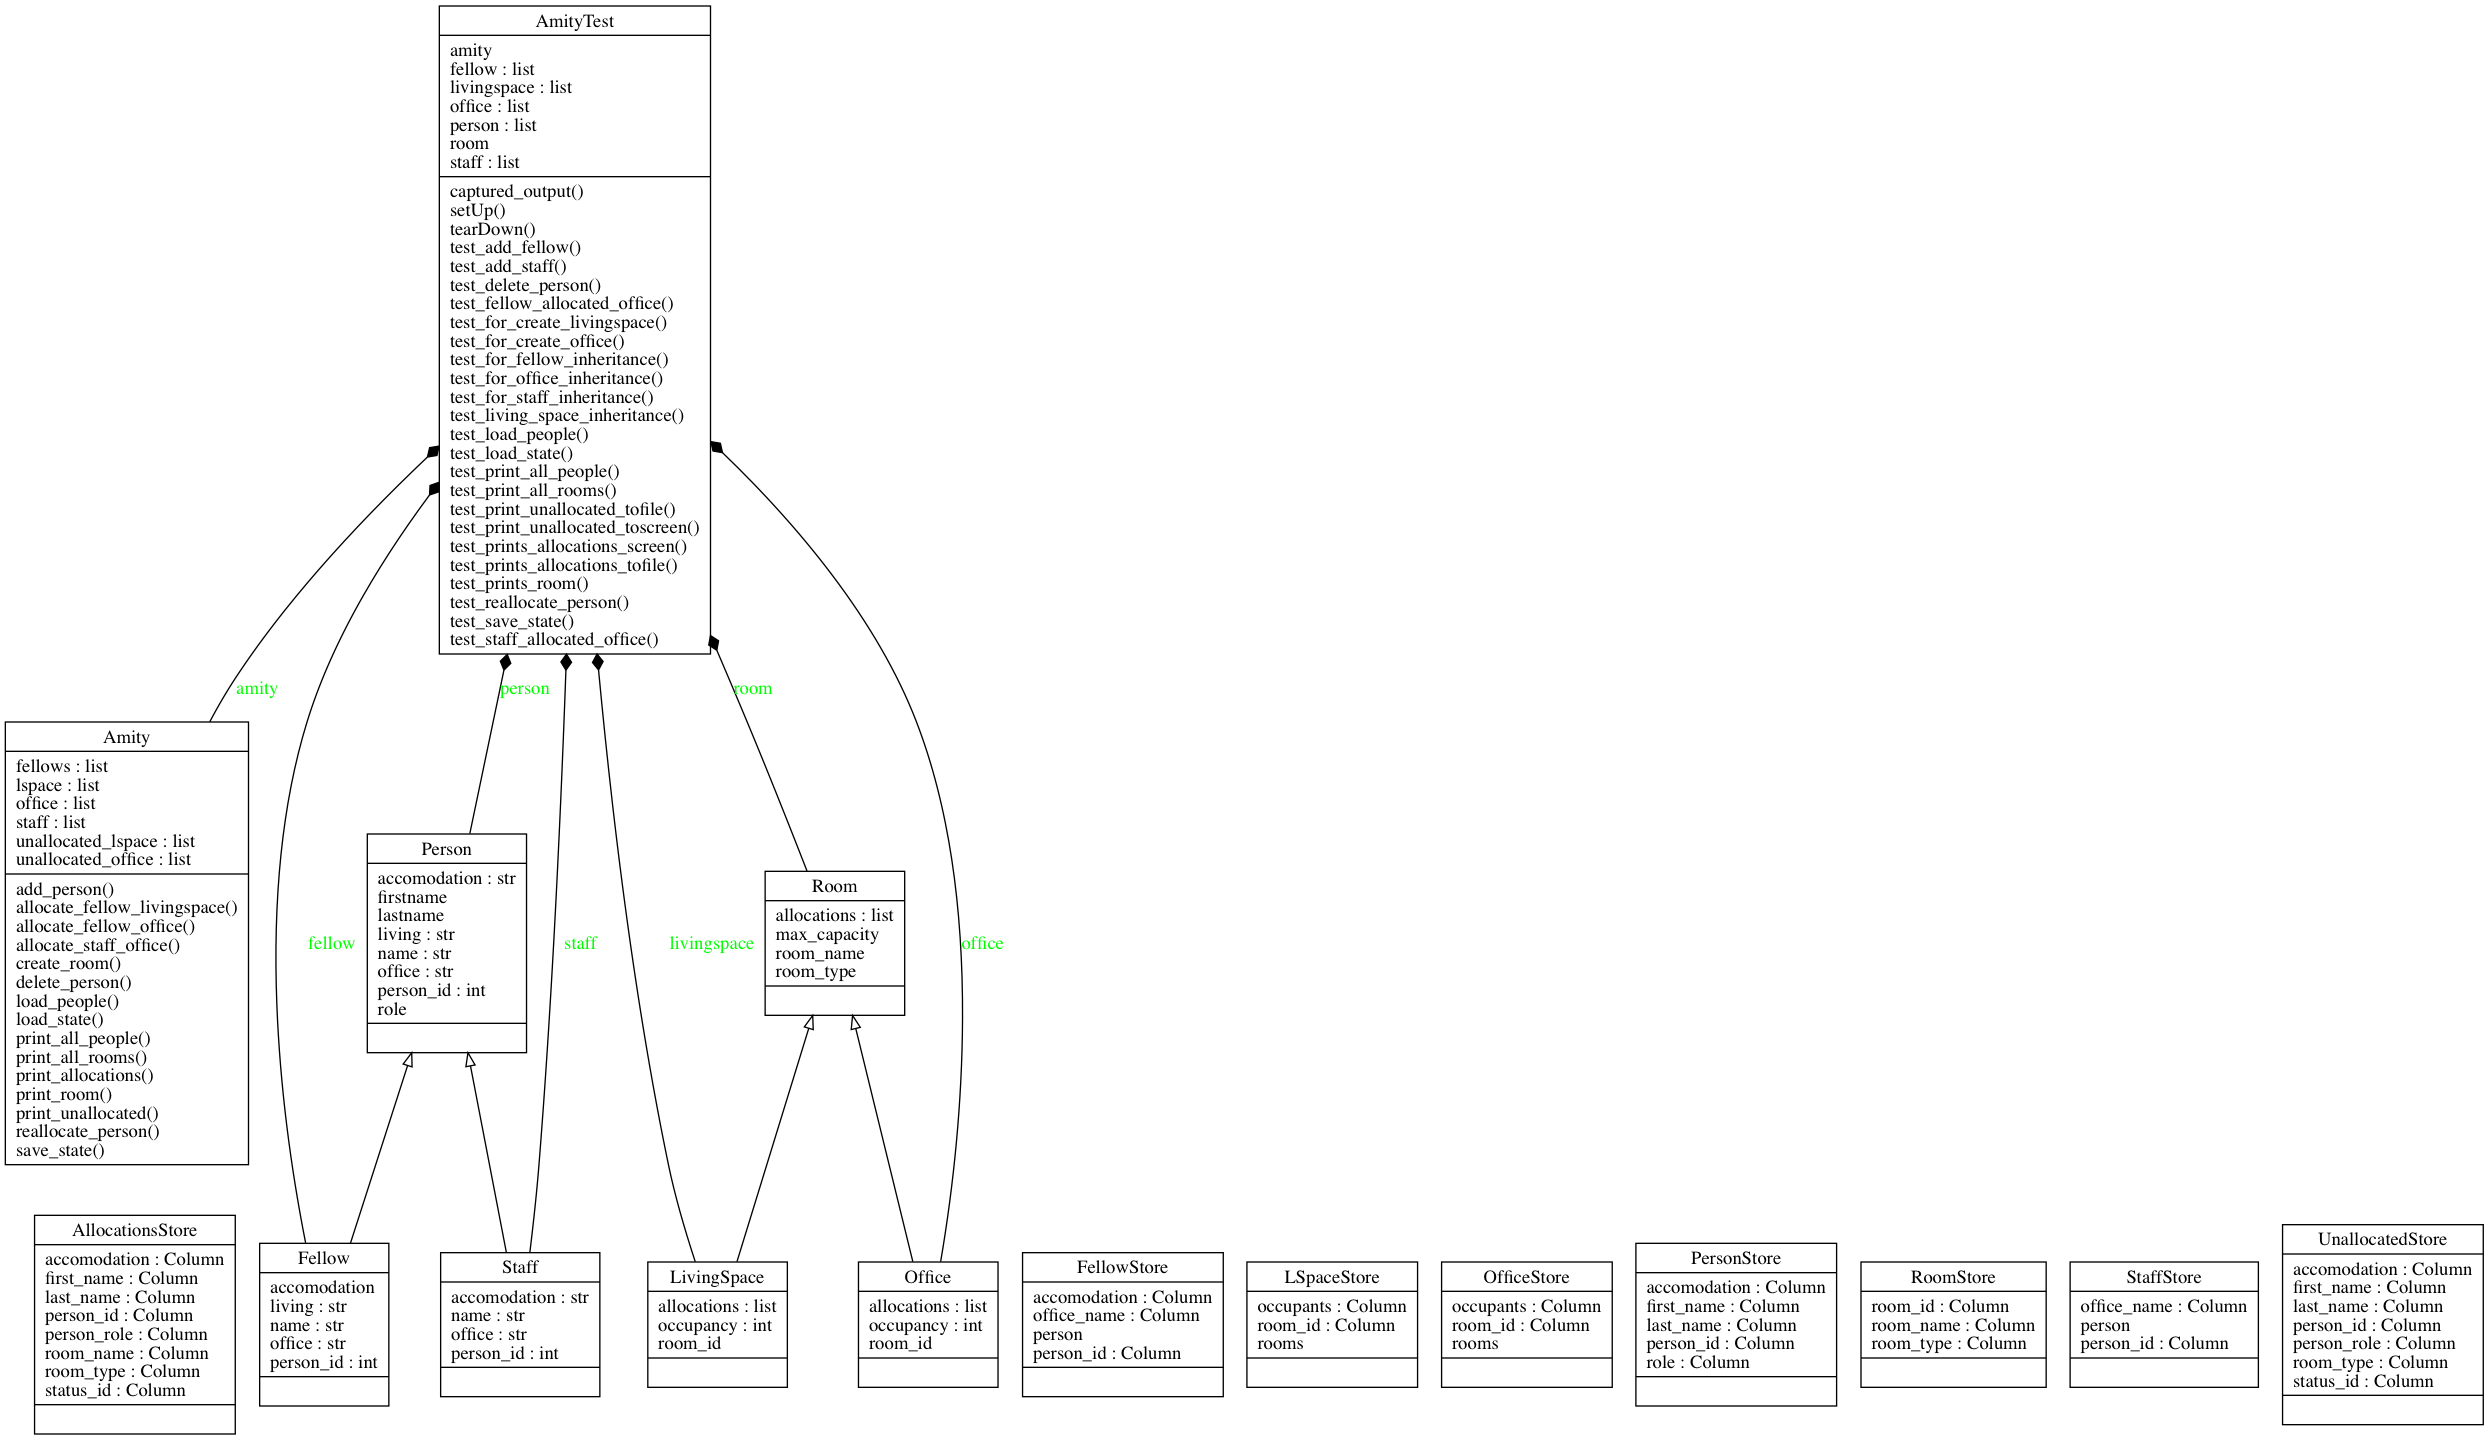 AmityTest
amity
fellow : list
livingspace : list
office : list
person : list
room
staff : list
captured_output()
setUp()
tearDown()
test_add_fellow()
test_add_staff()
test_delete_person()
test_fellow_allocated_office()
test_for_create_livingspace()
test_for_create_office()
test_for_fellow_inheritance()
test_for_office_inheritance()
test_for_staff_inheritance()
test_living_space_inheritance()
test_load_people()
test_load_state()
test_print_all_people()
test_print_all_rooms()
test_print_unallocated_tofile()
test_print_unallocated_toscreen()
test_prints_allocations_screen()
test_prints_allocations_tofile()
test_prints_room()
test_reallocate_person()
test_save_state()
test_staff_allocated_office()
amity
person
room
Amity
fellows : list
lspace : list
office : list
staff : list
unallocated_lspace : list
unallocated_office : list
add_person()
allocate_fellow_livingspace()
allocate_fellow_office()
allocate_staff_office()
create_room()
delete_person()
load_people()
load_state()
print_all_people()
print_all_rooms()
print_allocations()
print_room()
print_unallocated()
reallocate_person()
save_state()
fellow
Person
accomodation : str
firstname
lastname
living : str
name : str
office : str
person_id : int
role
staff
livingspace
Room
allocations : list
max_capacity
room_name
room_type
office
AllocationsStore
accomodation : Column
first_name : Column
last_name : Column
person_id : Column
person_role : Column
room_name : Column
room_type : Column
status_id : Column
Fellow
accomodation
living : str
name : str
office : str
person_id : int
Staff
accomodation : str
name : str
office : str
person_id : int
LivingSpace
allocations : list
occupancy : int
room_id
Office
allocations : list
occupancy : int
room_id
FellowStore
accomodation : Column
office_name : Column
person
person_id : Column
LSpaceStore
occupants : Column
room_id : Column
rooms
OfficeStore
occupants : Column
room_id : Column
rooms
PersonStore
accomodation : Column
first_name : Column
last_name : Column
person_id : Column
role : Column
RoomStore
room_id : Column
room_name : Column
room_type : Column
StaffStore
office_name : Column
person
person_id : Column
UnallocatedStore
accomodation : Column
first_name : Column
last_name : Column
person_id : Column
person_role : Column
room_type : Column
status_id : Column